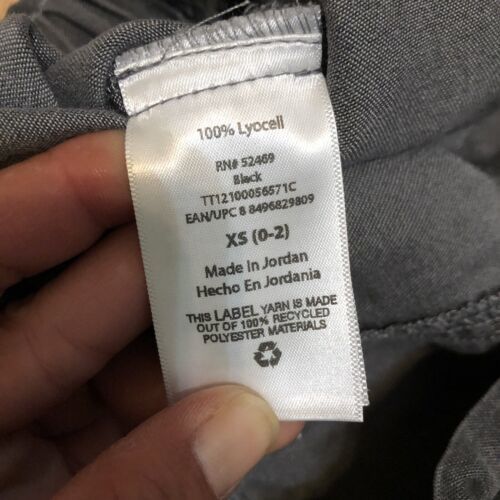 100% Lyocell
RN# 52469
Black
TT12100056571C
EAN/UPC 8 8496829809
XS (0-2)
Made In Jordan
Hecho En Jordania
THIS LABEL YARN IS MADE
OUT OF 100% RECYCLED
POLYESTER MATERIALS